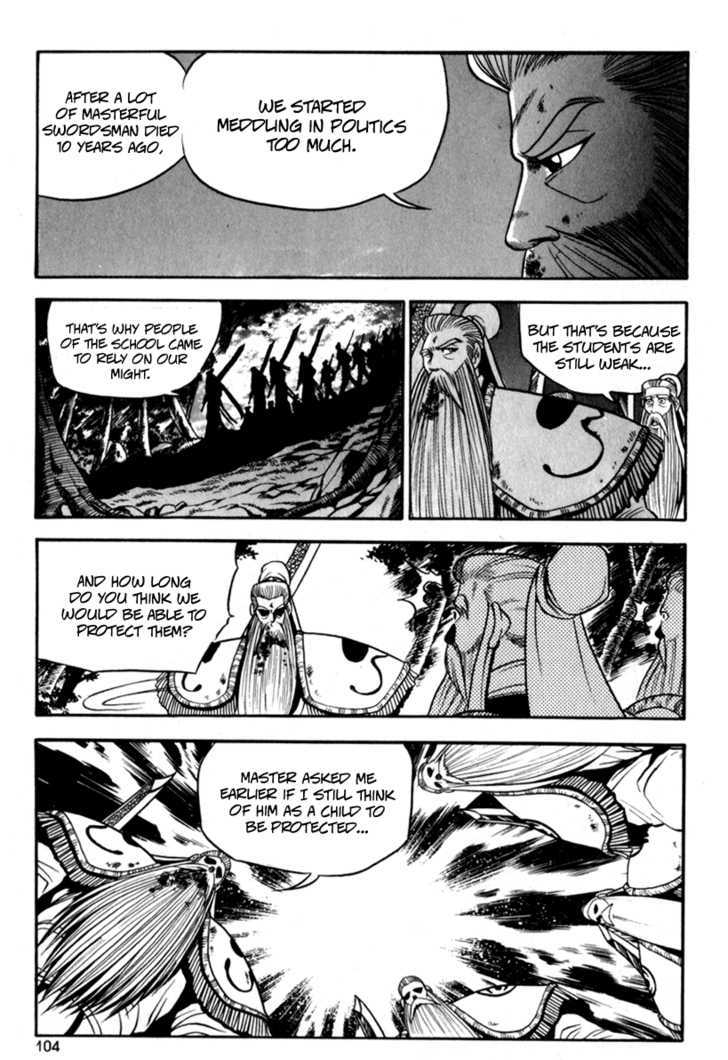 AFTER A LOT
OF MASTERFUL
SWORDSMAN DIED
10 YEARS AGO,
WE STARTED
MEDDLING IN POLITICS
TOO MUCH.
THAT'S WHY PEOPLE
OF THE SCHOOL CAME
TO RELY ON OUR
MIGHT.
BUT THAT'S BECAUSE
THE STUDENTS ARE
STILL WEAK...
AND HOW LONG
DO YOU THINK WE
WOULD BE ABLE TO
PROTECT THEM?
MASTER ASKED ME
EARLIER IF I STILL THINK
OF HIM AS A CHILD TO
BE PROTECTED...
104